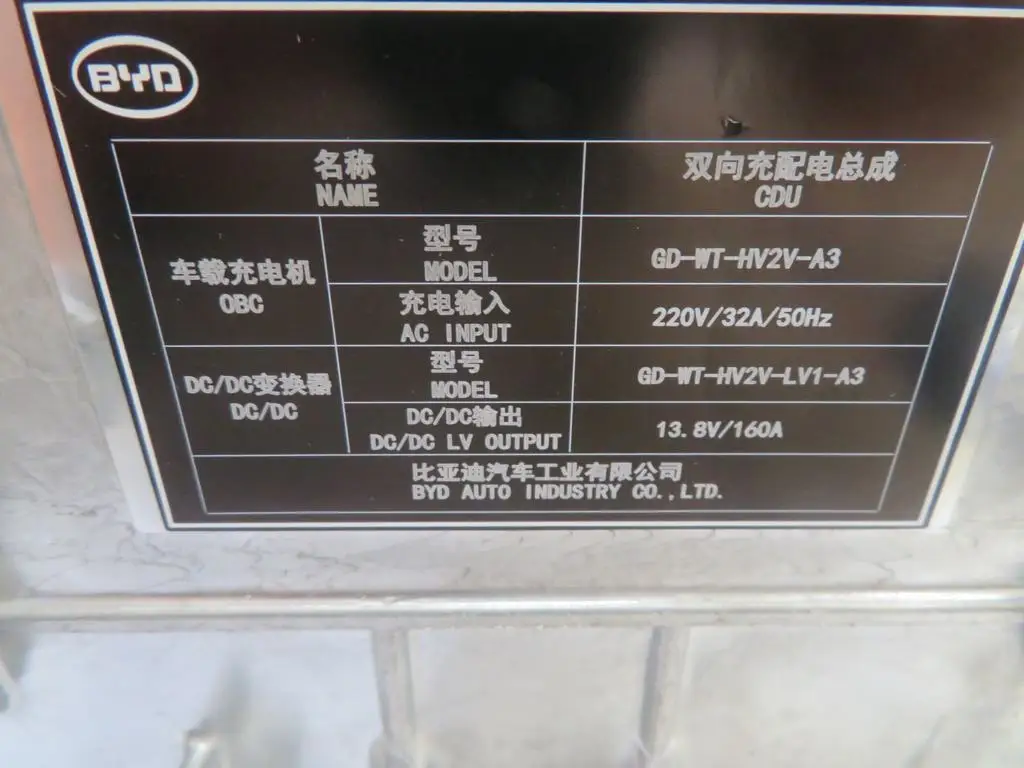 BYD
名称
NAME
双向充配电总成
CDU
车载充电机
OBC
型号
MODEL
GD-WT-HV2V-A3
充电输入
AC INPUT
220V/32A/50Hz
DC/DC变换器
DC/DC
型号
MODEL
GD-WT-HV2V-LV1-A3
DC/DC输出
DC/DC LV OUTPUT
13.8V/160A
比亚迪汽车工业有限公司
BYD AUTO INDUSTRY CO.,LTD.